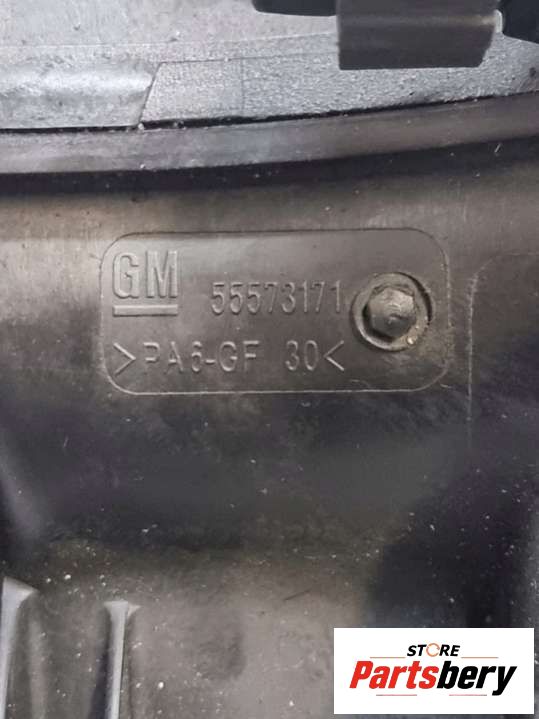 GM 55573171
>PA6-GF 30<
STORE
Partsbery